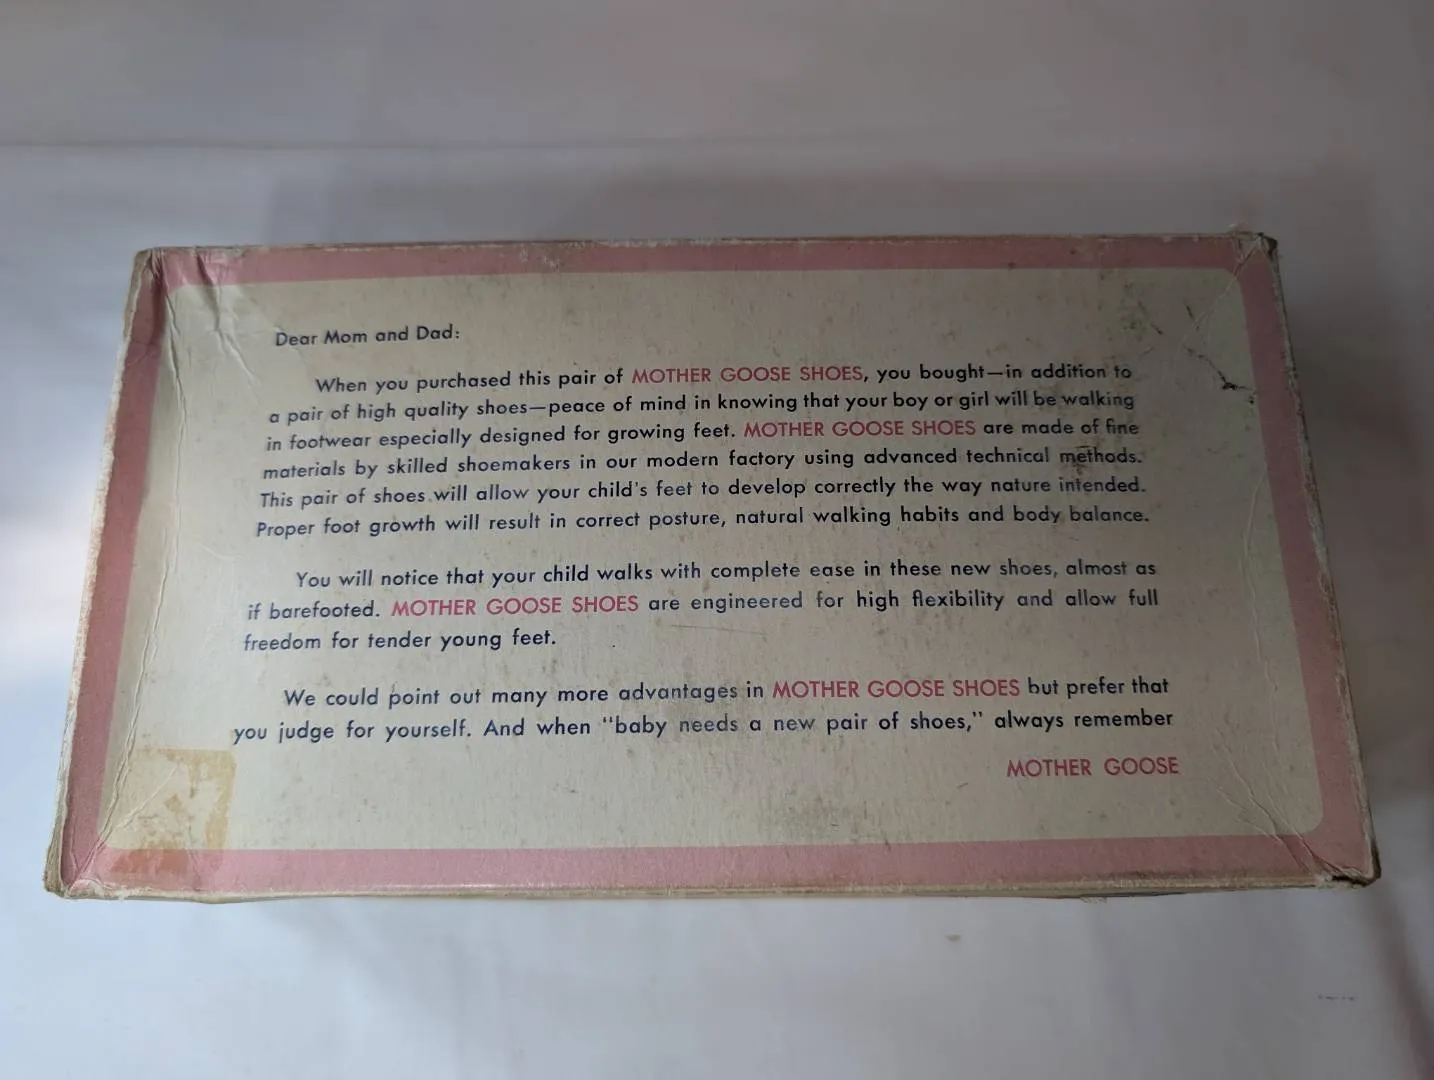 Dear Mom and Dad:
When you purchased this pair of MOTHER GOOSE SHOES, you bought—in addition to
a pair of high quality shoes—peace of mind in knowing that your boy or girl will be walking
in footwear especially designed for growing feet. MOTHER GOOSE SHOES are made of fine
materials by skilled shoemakers in our modern factory using advanced technical methods.
This pair of shoes will allow your child's feet to develop correctly the way nature intended.
Proper foot growth will result in correct posture, natural walking habits and body balance.
You will notice that your child walks with complete ease in these new shoes, almost as
if barefooted. MOTHER GOOSE SHOES are engineered for high flexibility and allow full
freedom for tender young feet.
We could point out many more advantages in MOTHER GOOSE SHOES but prefer that
you judge for yourself. And when "baby needs a new pair of shoes," always remember
MOTHER GOOSE